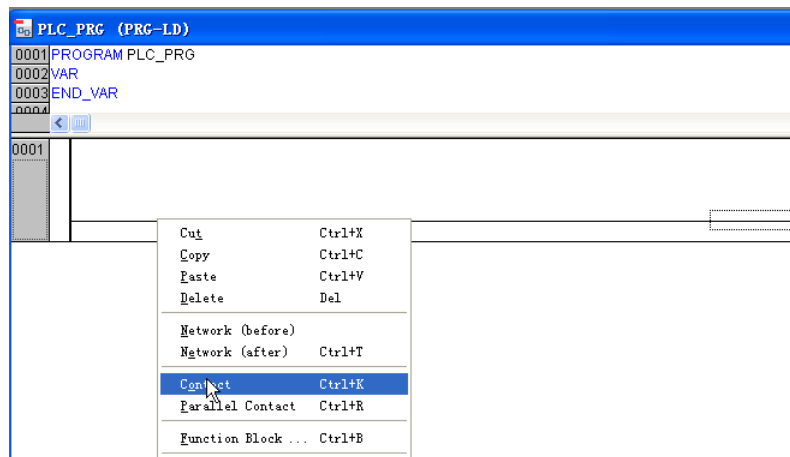 PLC_PRG (PRG-LD)
0001 PROGRAM PLC_PRG
0002 VAR
0003 END_VAR
0004
0001
Cut Ctrl+X
Copy Ctrl+C
Paste Ctrl+V
Delete Del
Network (before)
Network (after) Ctrl+T
Contact Ctrl+K
Parallel Contact Ctrl+R
Function Block ... Ctrl+B